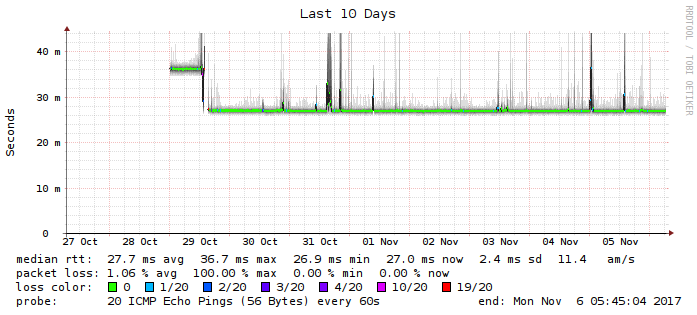 Last 10 Days
RRDTOOL / TOBI OETIKER
Seconds
40 m
30 m
20 m
10 m
0
27 Oct 28 Oct 29 Oct 30 Oct 31 Oct 01 Nov 02 Nov 03 Nov 04 Nov 05 Nov
median rtt: 27.7 ms avg 36.7 ms max 26.9 ms min 27.0 ms now 2.4 ms sd 11.4 am/s
packet loss: 1.06 % avg 100.00 % max 0.00 % min 0.00 % now
loss color: 0 1/20 2/20 3/20 4/20 10/20 19/20
probe: 20 ICMP Echo Pings (56 Bytes) every 60s end: Mon Nov 6 05:45:04 2017